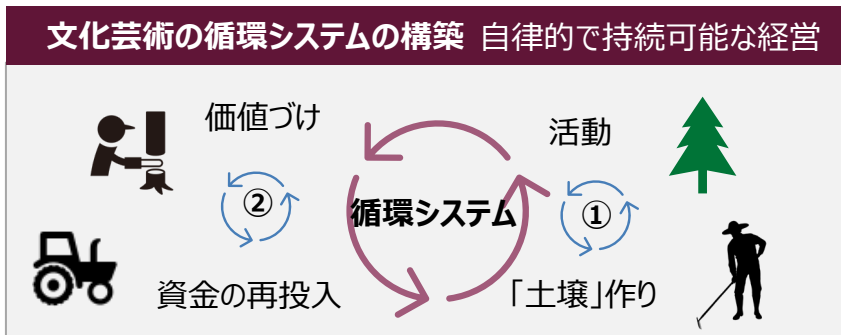 文化芸術の循環システムの構築 自律的で持続可能な経営
価値づけ
活動
②
循環システム
①
資金の再投入
「土壌」作り